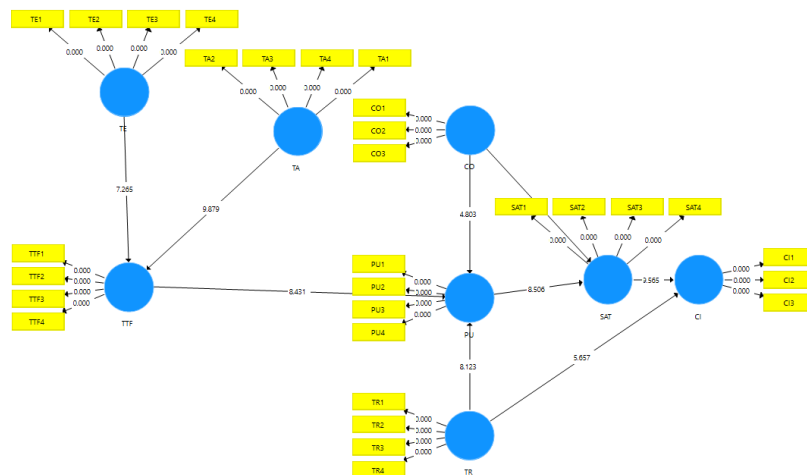 TE1
TE2
TE3
TE4
0.000
0.000
0.000
0.000
TE
TA2
TA3
TA4
TA1
0.000
0.000
0.000
0.000
TA
CO1
CO2
CO3
0.000
0.000
0.000
CO
7.265
9.879
4.803
SAT1
SAT2
SAT3
SAT4
0.000
0.000
0.000
0.000
SAT
TTF1
TTF2
TTF3
TTF4
0.000
0.000
0.000
0.000
TTF
8.431
PU1
PU2
PU3
PU4
0.000
0.000
0.000
0.000
PU
8.506
CI1
CI2
CI3
0.000
0.000
0.000
CI
8.123
5.657
TR1
TR2
TR3
TR4
0.000
0.000
0.000
0.000
TR